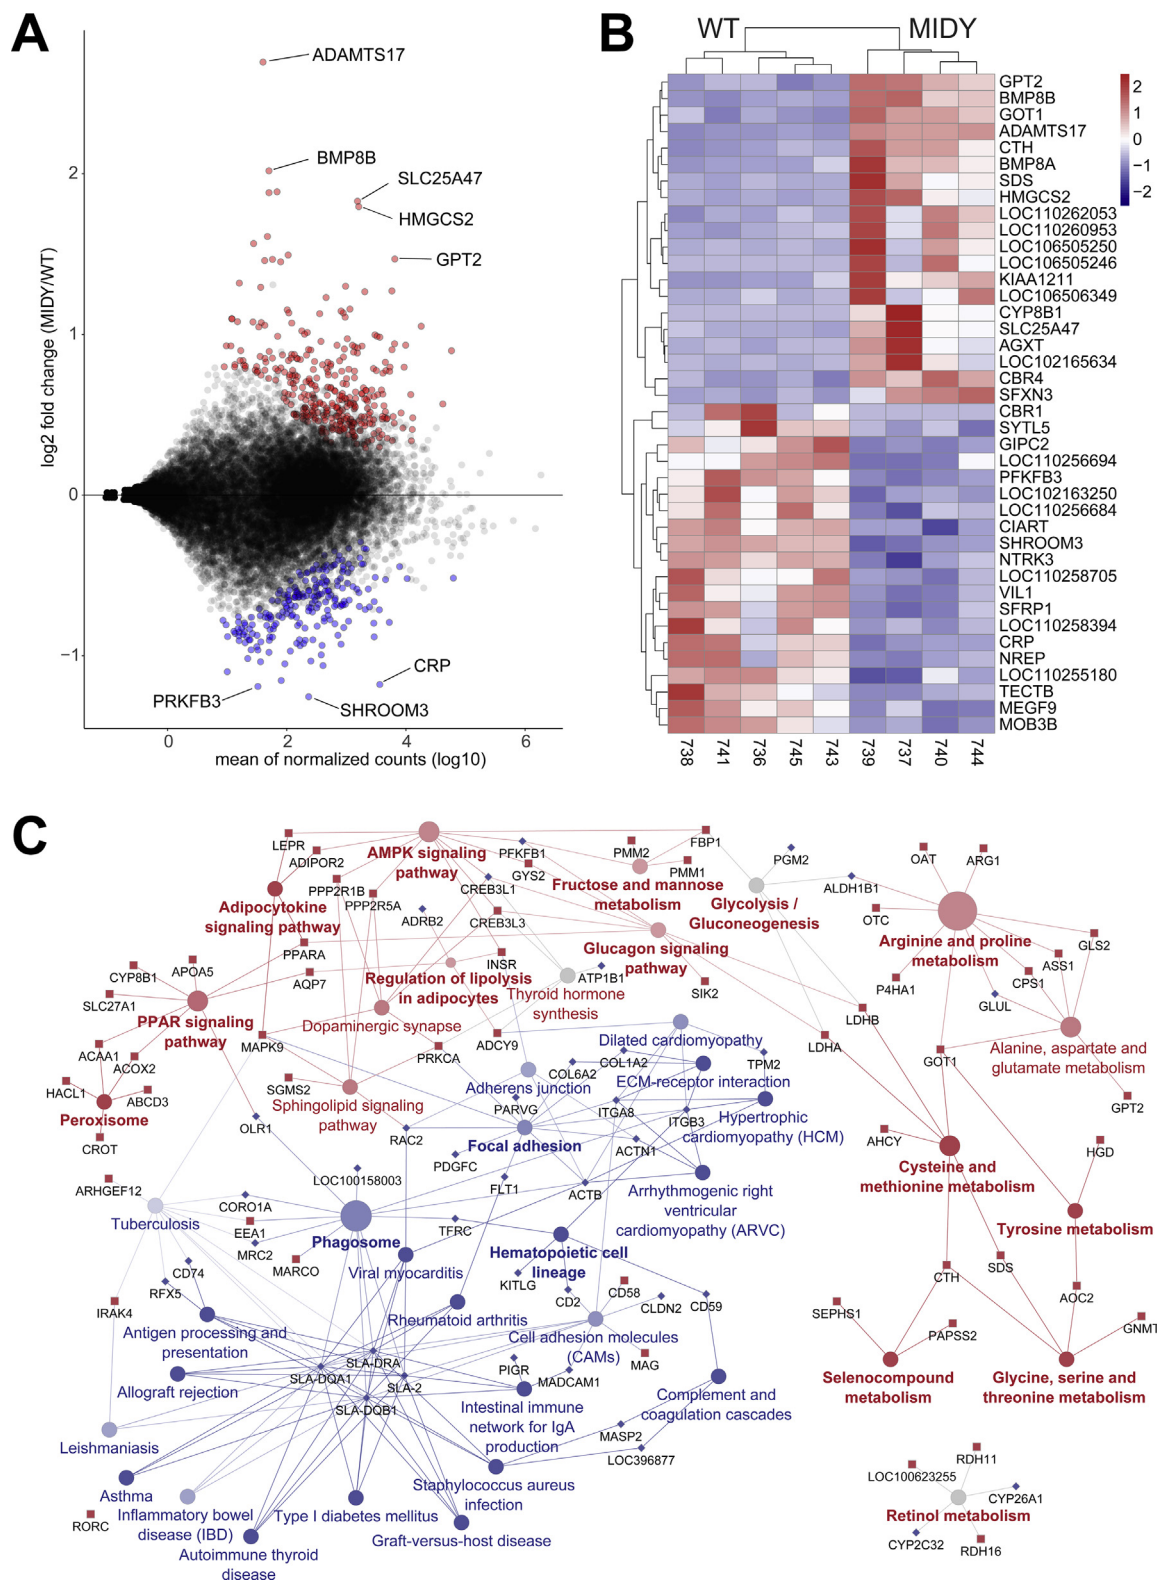 A
ADAMTS17
BMP8B
SLC25A47
HMGCS2
GPT2
CRP
PRKFB3
SHROOM3
2
1
0
−1
log2 fold change (MIDY/WT)
0
2
4
6
mean of normalized counts (log10)
B
WT
MIDY
GPT2
BMP8B
GOT1
ADAMTS17
CTH
BMP8A
SDS
HMGCS2
LOC110262053
LOC110260953
LOC106505250
LOC106505246
KIAA1211
LOC106506349
CYP8B1
SLC25A47
AGXT
LOC102165634
CBR4
SFXN3
CBR1
SYTL5
GIPC2
LOC110256694
PFKFB3
LOC102163250
LOC110256684
CIART
SHROOM3
NTRK3
LOC110258705
VIL1
SFRP1
LOC110258394
CRP
NREP
LOC110255180
TECTB
MEGF9
MOB3B
2
1
0
−1
−2
738
741
736
745
743
739
737
740
744
C
LEPR
ADIPOR2
AMPK signaling
pathway
PFKFB1
GYS2
PMM2
PMM1
FBP1
PGM2
OAT
ARG1
PPP2R1B
PPP2R5A
CREB3L1
CREB3L3
ADRB2
Fructose and mannose
metabolism
Glycolysis /
Gluconeogenesis
ALDH1B1
OTC
Adipocytokine
signaling pathway
PPARA
Glucagon signaling
pathway
Arginine and proline
metabolism
GLS2
ASS1
CPS1
P4HA1
GLUL
CYP8B1
APOA5
AQP7
INSR
Regulation of lipolysis
in adipocytes
ATP1B1
Thyroid hormone
synthesis
SIK2
SLC27A1
PPAR signaling
pathway
Dopaminergic synapse
LDHB
LDHA
GOT1
Alanine, aspartate and
glutamate metabolism
GPT2
ACAA1
ACOX2
MAPK9
PRKCA
ADCY9
Dilated cardiomyopathy
COL1A2
COL6A2
TPM2
HACL1
ABCD3
Peroxisome
CROT
SGMS2
Sphingolipid signaling
pathway
Adherens junction
ECM-receptor interaction
PARVG
ITGA8
ITGB3
Hypertrophic
cardiomyopathy (HCM)
OLR1
RAC2
Focal adhesion
ACTN1
PDGFC
AHCY
HGD
Cysteine and
methionine metabolism
ARHGEF12
LOC100158003
FLT1
ACTB
Arrhythmogenic right
ventricular
cardiomyopathy (ARVC)
Tuberculosis
CORO1A
EEA1
MRC2
Phagosome
TFRC
Tyrosine metabolism
MARCO
Viral myocarditis
Hematopoietic cell
lineage
KITLG
CD74
RFX5
IRAK4
CD2
CD58
CLDN2
CD59
CTH
SDS
AOC2
SEPHS1
PAPSS2
GNMT
Antigen processing and
presentation
Rheumatoid arthritis
Cell adhesion molecules
(CAMs)
MAG
SLA-DRA
SLA-DQA1
SLA-2
SLA-DQB1
PIGR
MADCAM1
Allograft rejection
Intestinal immune
network for IgA
production
Complement and
coagulation cascades
Selenocompound
metabolism
Glycine, serine and
threonine metabolism
MASP2
LOC396877
Leishmaniasis
Asthma
Staphylococcus aureus
infection
RORC
Inflammatory bowel
disease (IBD)
Type I diabetes mellitus
Graft-versus-host disease
Autoimmune thyroid
disease
RDH11
LOC100623255
CYP26A1
Retinol metabolism
CYP2C32
RDH16